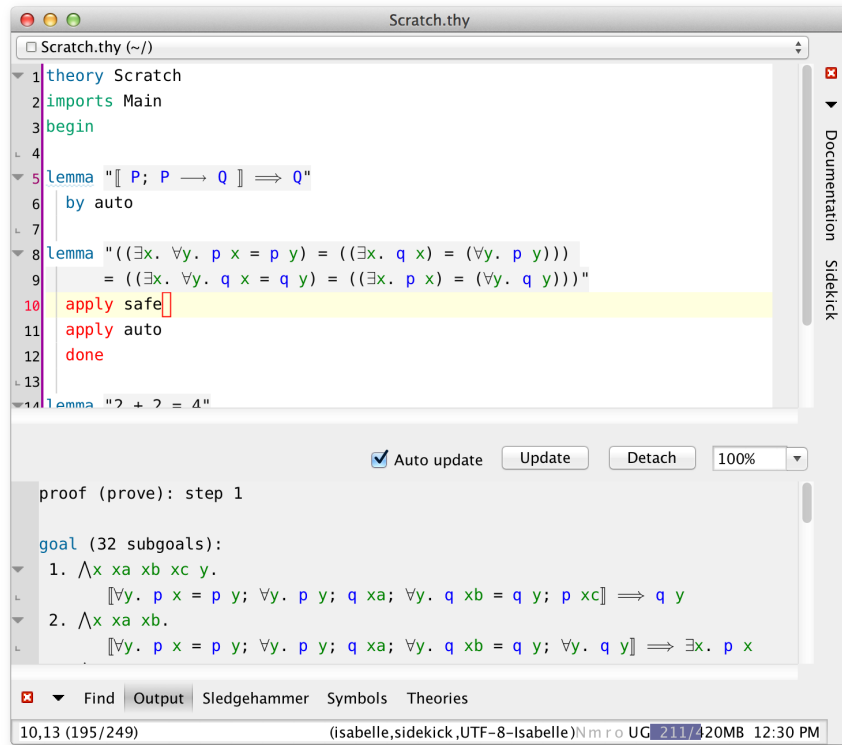 Scratch.thy
Scratch.thy (~/)
1 theory Scratch
2 imports Main
3 begin
4
5 lemma "⟦ P; P ⟶ Q ⟧ ⟹ Q"
6 by auto
7
8 lemma "((∃x. ∀y. p x = p y) = ((∃x. q x) = (∀y. p y)))
9 = ((∃x. ∀y. q x = q y) = ((∃x. p x) = (∀y. q y)))"
10 apply safe
11 apply auto
12 done
13
14 lemma "2 + 2 = 4"
Documentation
Sidekick
Auto update Update Detach 100%
proof (prove): step 1
goal (32 subgoals):
1. ⋀x xa xb xc y.
⟦∀y. p x = p y; ∀y. p y; q xa; ∀y. q xb = q y; p xc⟧ ⟹ q y
2. ⋀x xa xb.
⟦∀y. p x = p y; ∀y. p y; q xa; ∀y. q xb = q y; ∀y. q y⟧ ⟹ ∃x. p x
Find Output Sledgehammer Symbols Theories
10,13 (195/249) (isabelle,sidekick,UTF-8-Isabelle)N m r o UG 211/420MB 12:30 PM